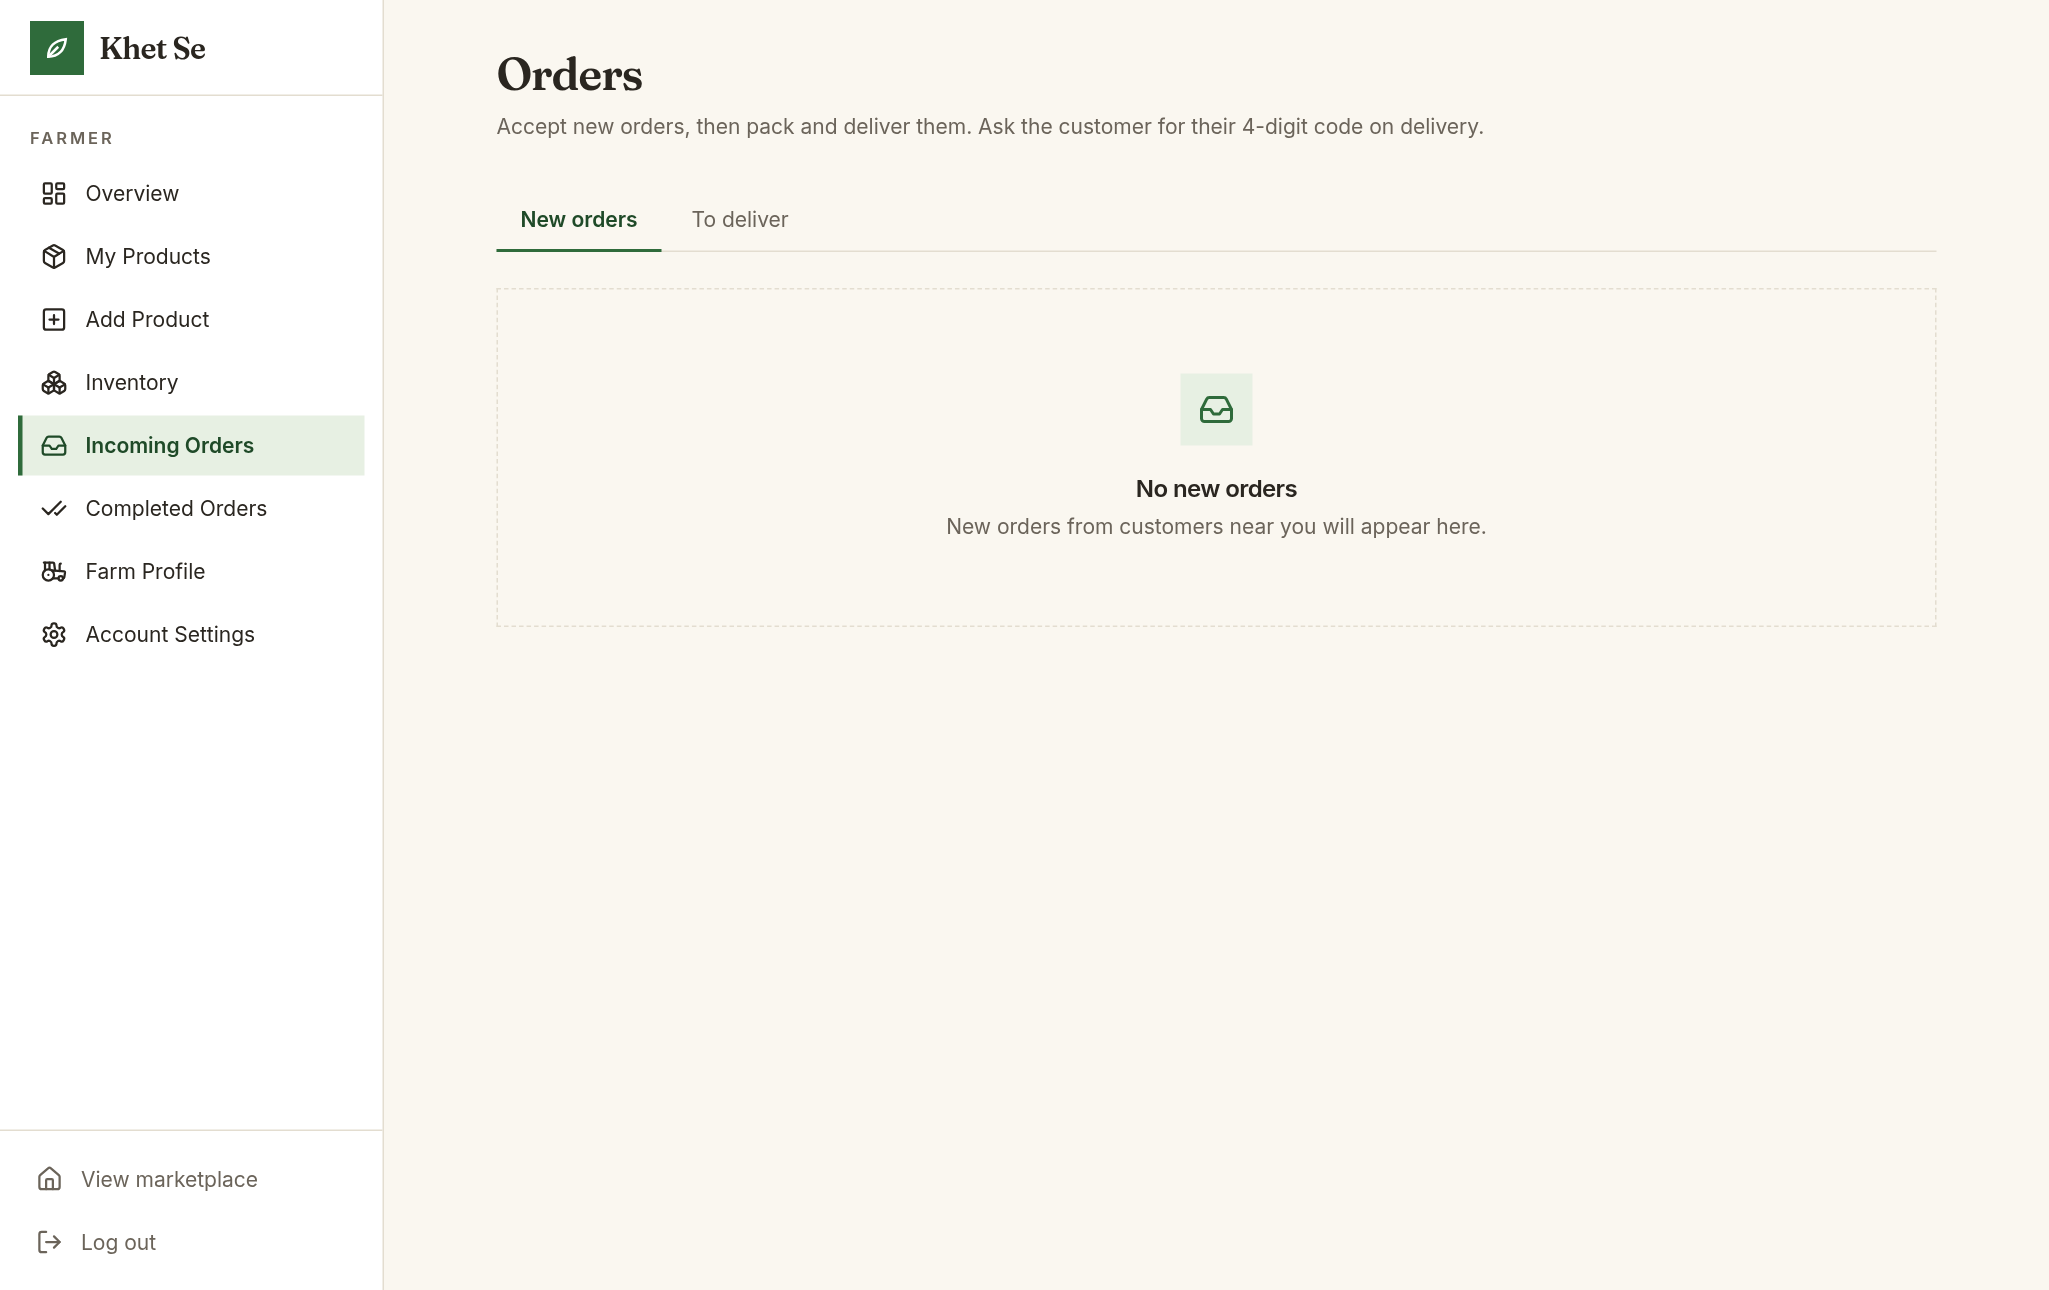 Khet Se
FARMER
Overview
My Products
Add Product
Inventory
Incoming Orders
Completed Orders
Farm Profile
Account Settings
View marketplace
Log out
Orders
Accept new orders, then pack and deliver them. Ask the customer for their 4-digit code on delivery.
New orders
To deliver
No new orders
New orders from customers near you will appear here.